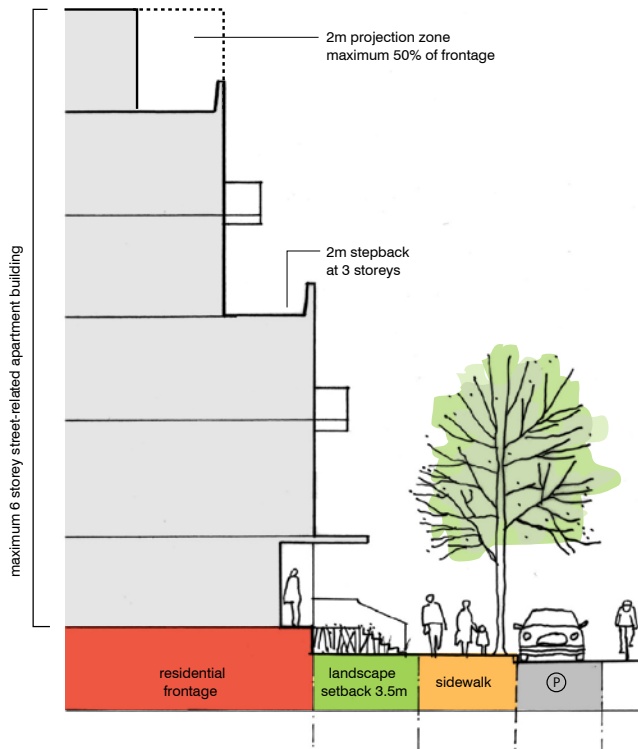 2m projection zone
maximum 50% of frontage
2m stepback
at 3 storeys
maximum 6 storey street-related apartment building
residential
frontage
landscape
setback 3.5m
sidewalk
P